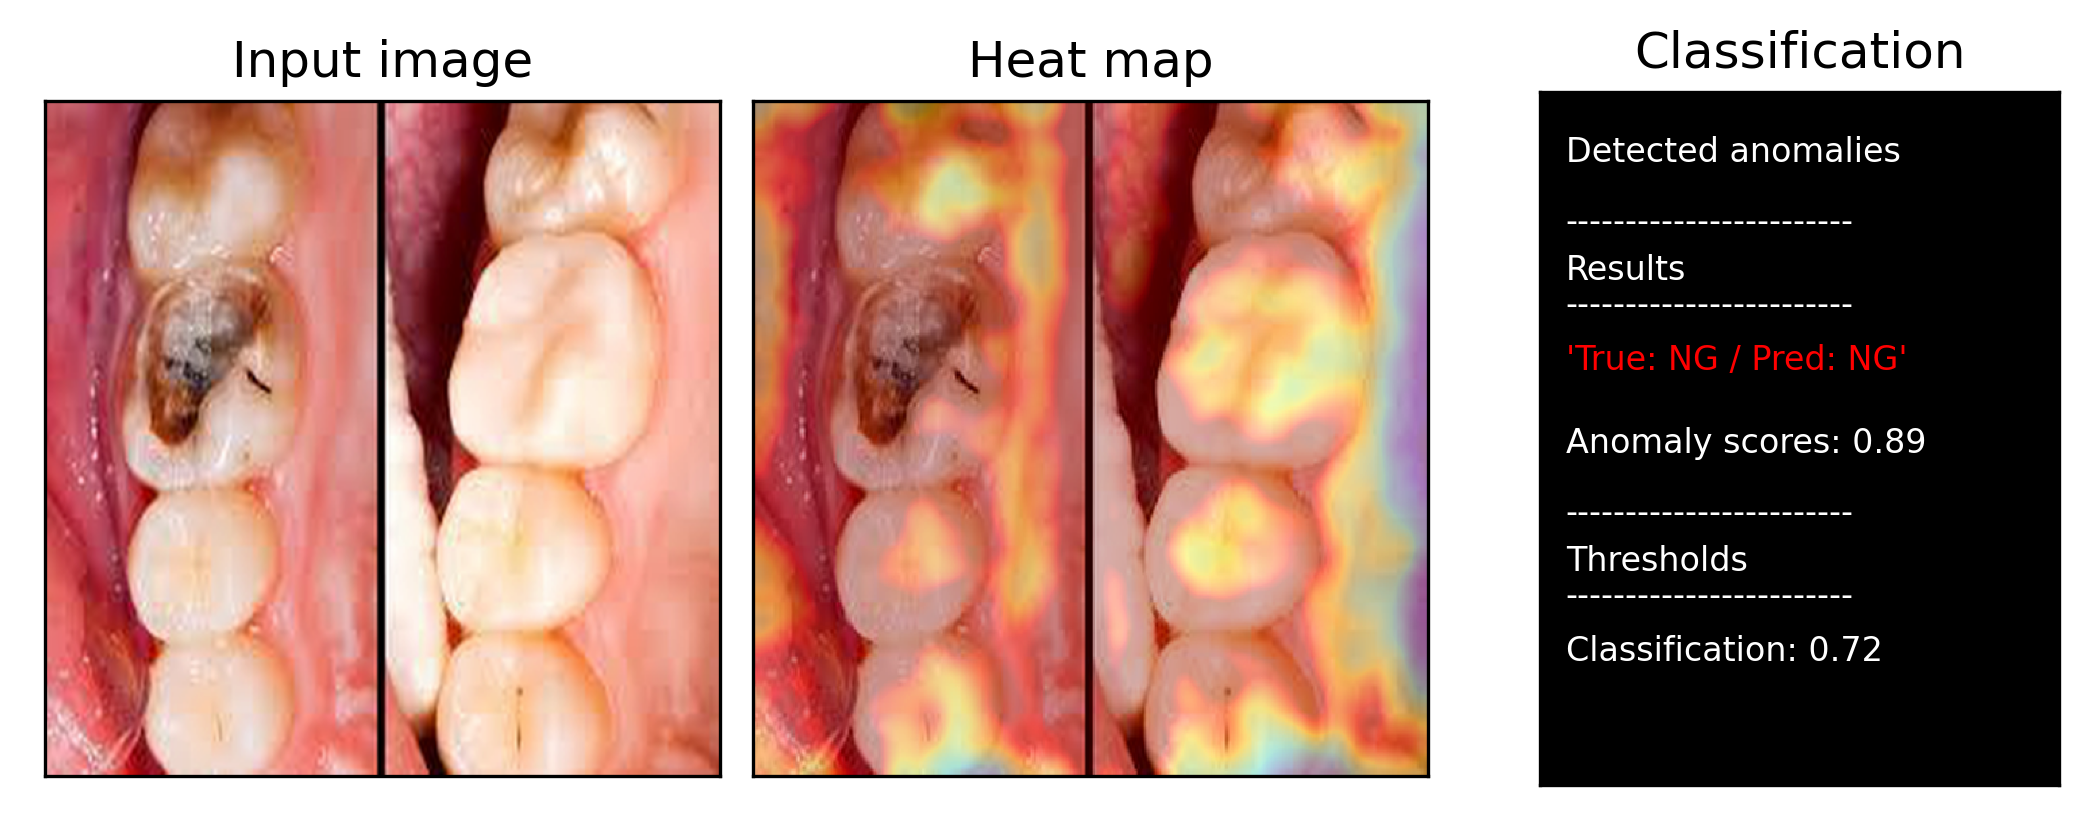 Input image
Heat map
Classification
Detected anomalies
------------------------
Results
------------------------
'True: NG / Pred: NG'
Anomaly scores: 0.89
------------------------
Thresholds
------------------------
Classification: 0.72